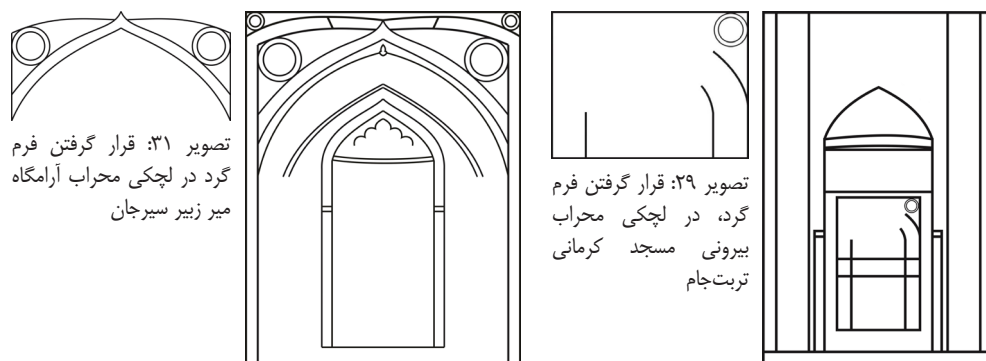 تصویر ۲۹: قرار گرفتن فرم
گرد، در لچکی محراب
بیرونی مسجد کرمانی
تربت‌جام
تصویر ۳۱: قرار گرفتن فرم
گرد در لچکی محراب آرامگاه
میر زبیر سیرجان